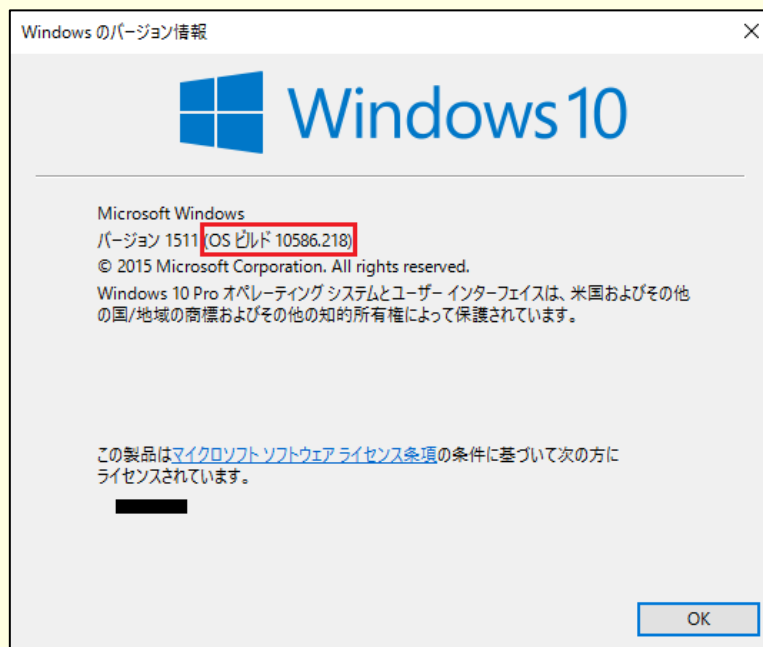 Windows のバージョン情報
Windows 10
Microsoft Windows
バージョン 1511 (OS ビルド 10586.218)
© 2015 Microsoft Corporation. All rights reserved.
Windows 10 Pro オペレーティング システムとユーザー インターフェイスは、米国およびその他
の国/地域の商標およびその他の知的所有権によって保護されています。
この製品はマイクロソフト ソフトウェア ライセンス条項の条件に基づいて次の方に
ライセンスされています。
OK